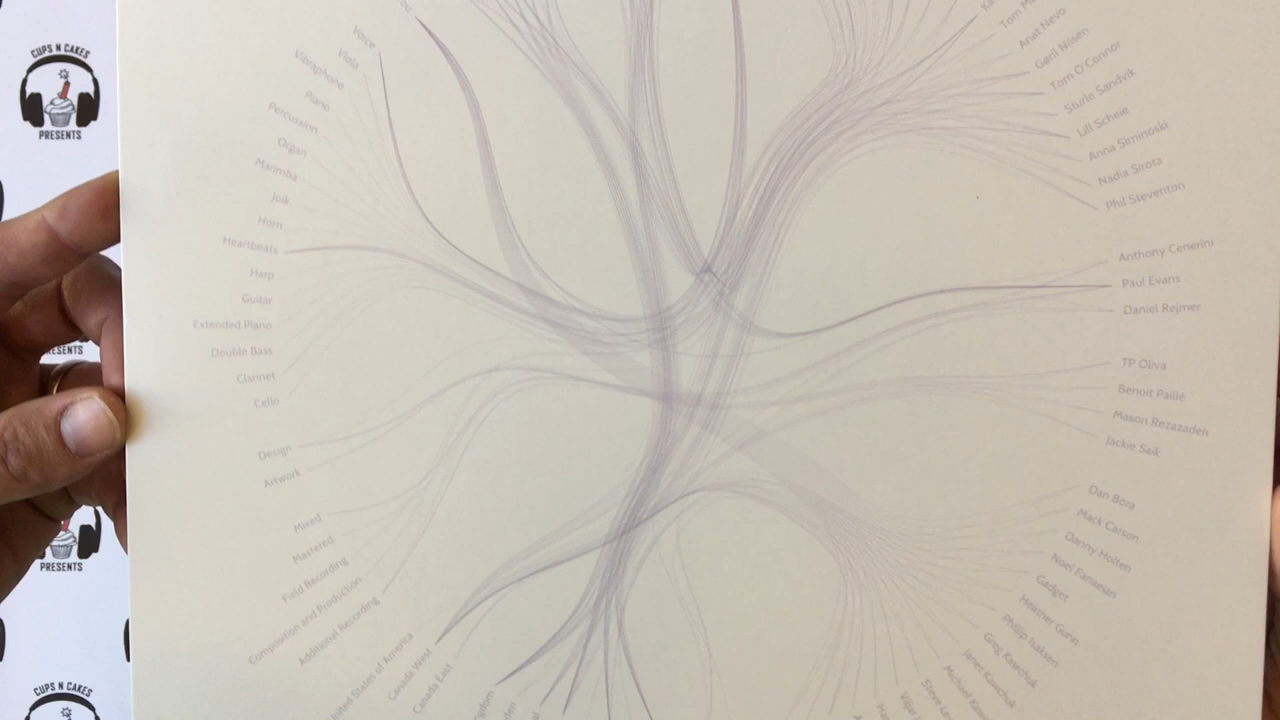 CUPS N CAKES
PRESENTS
PRESENTS
PRESENTS
CUPS N CAKES
2
Voice
Viola
Vibraphone
Piano
Percussion
Organ
Marimba
Joik
Horn
Heartbeats
Harp
Guitar
Extended Piano
Double Bass
Clarinet
Cello
Design
Artwork
Mixed
Mastered
Field Recording
Composition and Production
Additional Recording
United States of America
Canada West
Canada East
Tom
Anat Nevo
Gøril Nilsen
Tom O'Connor
Sturle Sandvik
Lill Scheie
Anna Siminoski
Nadia Sirota
Phil Steventon
Anthony Cenerini
Paul Evans
Daniel Rejmer
TP Oliva
Benoit Paillé
Mason Rezazadeh
Jackie Saik
Dan Bora
Mack Carson
Danny Holten
Noel Fanaeian
Gadget
Heather Gunn
Phillip Isaksen
Greg Kawchuk
Janet Kawchuk
Michael
Steve